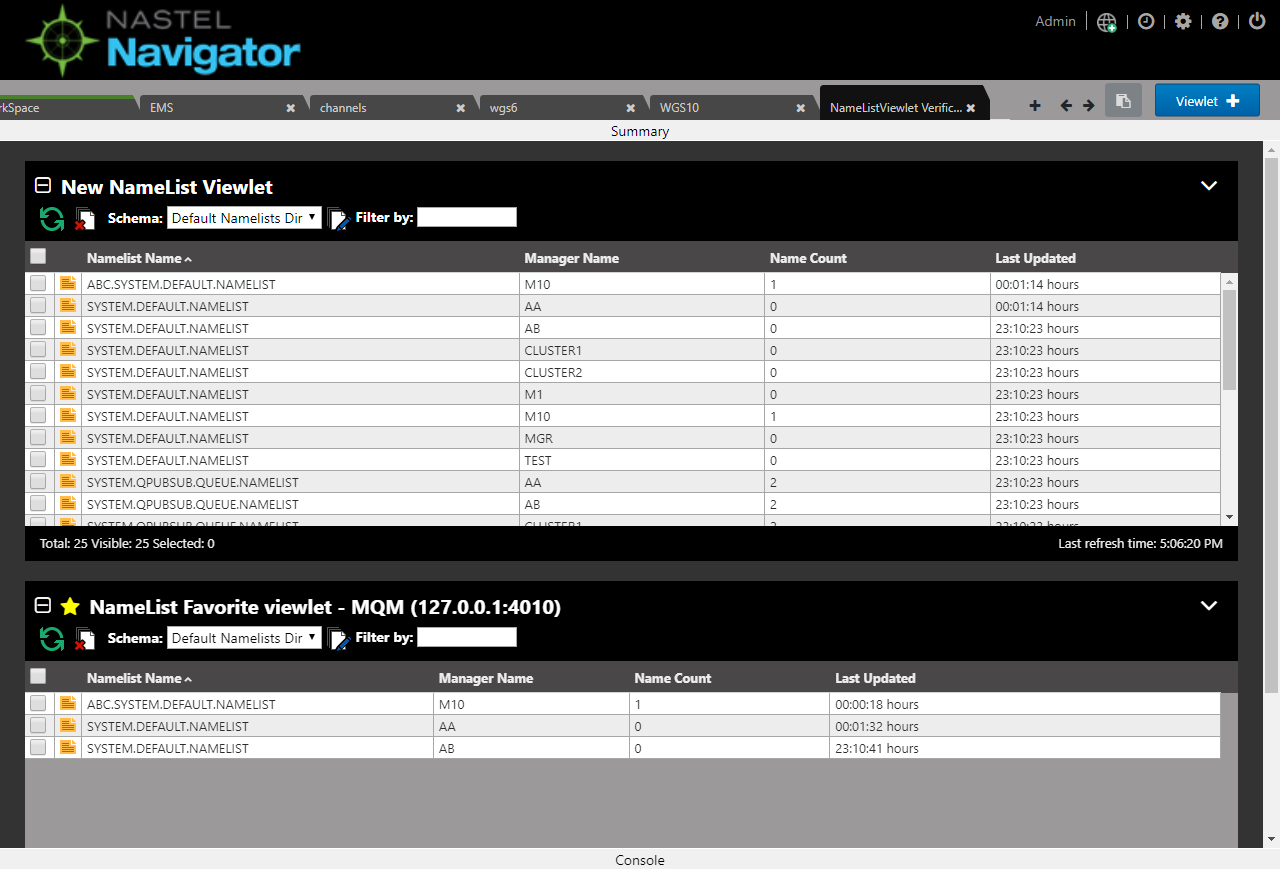 NASTEL
Navigator
Admin
rkSpace EMS channels wgs6 WGS10 NameListViewlet Verific... Viewlet
Summary
New NameList Viewlet
Schema: Default Namelists Dir Filter by:
Namelist Name Manager Name Name Count Last Updated
ABC.SYSTEM.DEFAULT.NAMELIST M10 1 00:01:14 hours
SYSTEM.DEFAULT.NAMELIST AA 0 00:01:14 hours
SYSTEM.DEFAULT.NAMELIST AB 0 23:10:23 hours
SYSTEM.DEFAULT.NAMELIST CLUSTER1 0 23:10:23 hours
SYSTEM.DEFAULT.NAMELIST CLUSTER2 0 23:10:23 hours
SYSTEM.DEFAULT.NAMELIST M1 0 23:10:23 hours
SYSTEM.DEFAULT.NAMELIST M10 1 23:10:23 hours
SYSTEM.DEFAULT.NAMELIST MGR 0 23:10:23 hours
SYSTEM.DEFAULT.NAMELIST TEST 0 23:10:23 hours
SYSTEM.QPUBSUB.QUEUE.NAMELIST AA 2 23:10:23 hours
SYSTEM.QPUBSUB.QUEUE.NAMELIST AB 2 23:10:23 hours
SYSTEM.QPUBSUB.QUEUE.NAMELIST CLUSTER1 2 23:10:23 hours
Total: 25 Visible: 25 Selected: 0 Last refresh time: 5:06:20 PM
NameList Favorite viewlet - MQM (127.0.0.1:4010)
Schema: Default Namelists Dir Filter by:
Namelist Name Manager Name Name Count Last Updated
ABC.SYSTEM.DEFAULT.NAMELIST M10 1 00:00:18 hours
SYSTEM.DEFAULT.NAMELIST AA 0 00:01:32 hours
SYSTEM.DEFAULT.NAMELIST AB 0 23:10:41 hours
Console